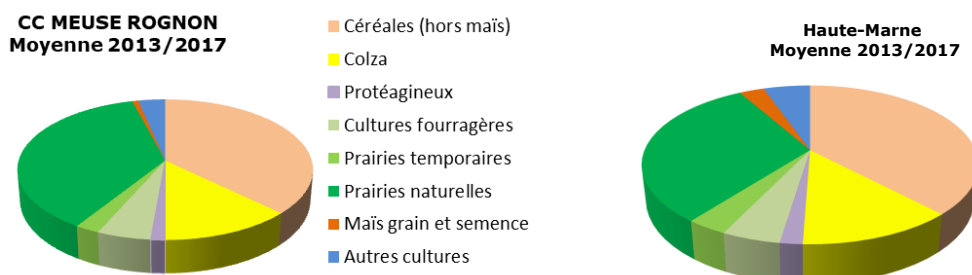 CC MEUSE ROGNON
Moyenne 2013/2017
Céréales (hors maïs)
Colza
Protéagineux
Cultures fourragères
Prairies temporaires
Prairies naturelles
Maïs grain et semence
Autres cultures
Haute-Marne
Moyenne 2013/2017